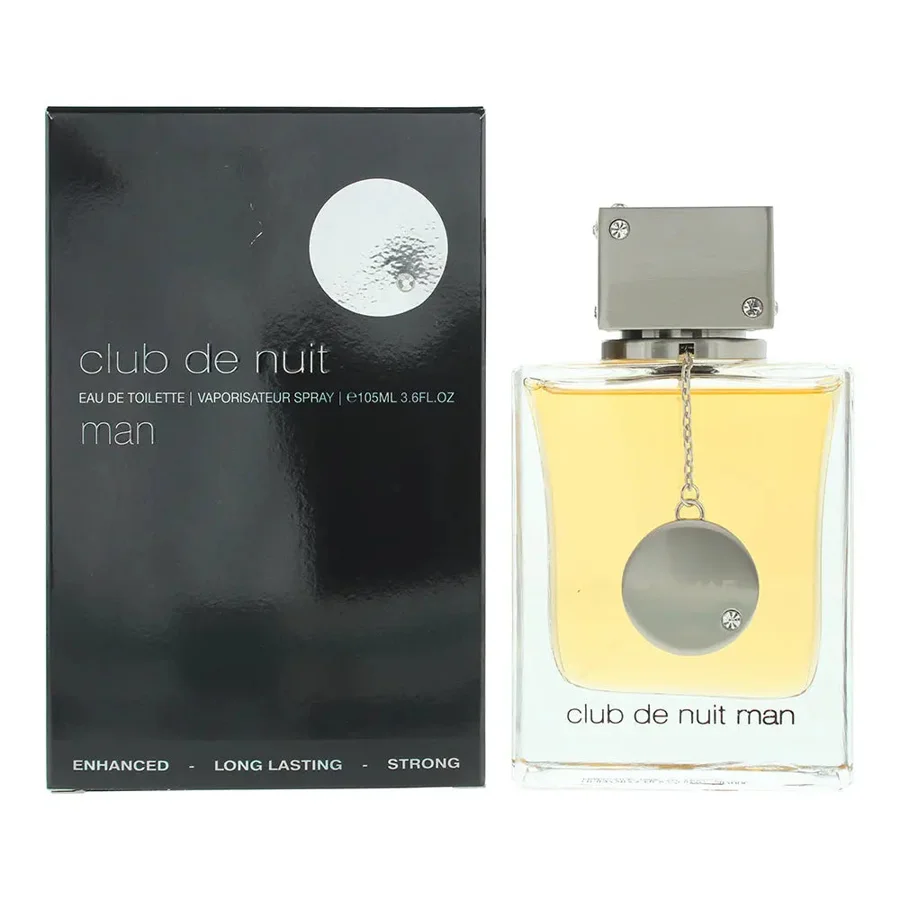 club de nuit
EAU DE TOILETTE | VAPORISATEUR SPRAY | ℮105ML 3.6FL.OZ
man
ENHANCED - LONG LASTING - STRONG
club de nuit man